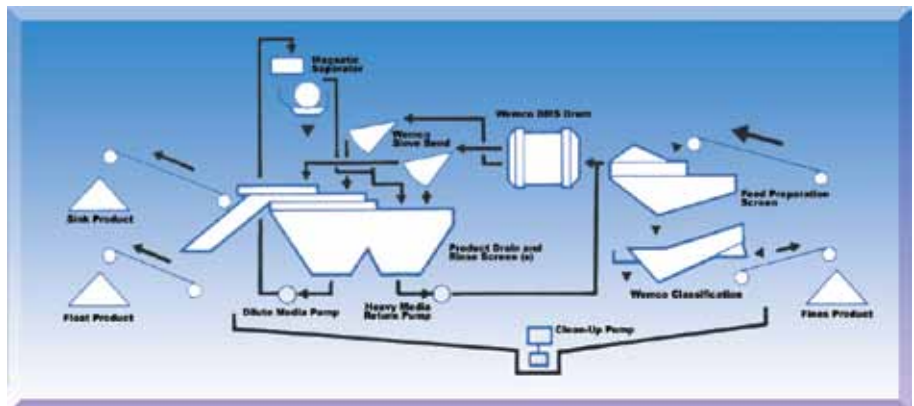 Magnetic
Separator
Wemco DMS Drum
Wemco
Sieve Bend
Feed Preparation
Screen
Sink Product
Product Drain and
Rinse Screen (s)
Wemco Classification
Float Product
Dilute Media Pump
Heavy Media
Return Pump
Fines Product
Clean-Up Pump